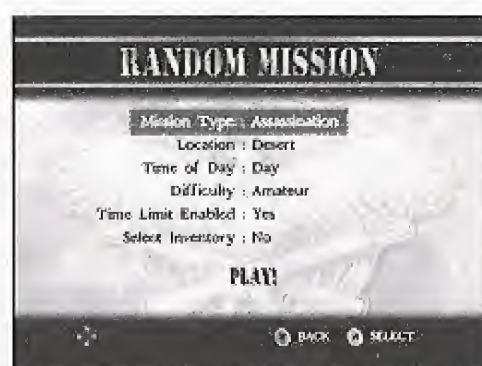 RANDOM MISSION
Mission Type : Assassination
Location : Desert
Time of Day : Day
Difficulty : Amateur
Time Limit Enabled : Yes
Select Inventory : No
PLAY!
BACK SELECT